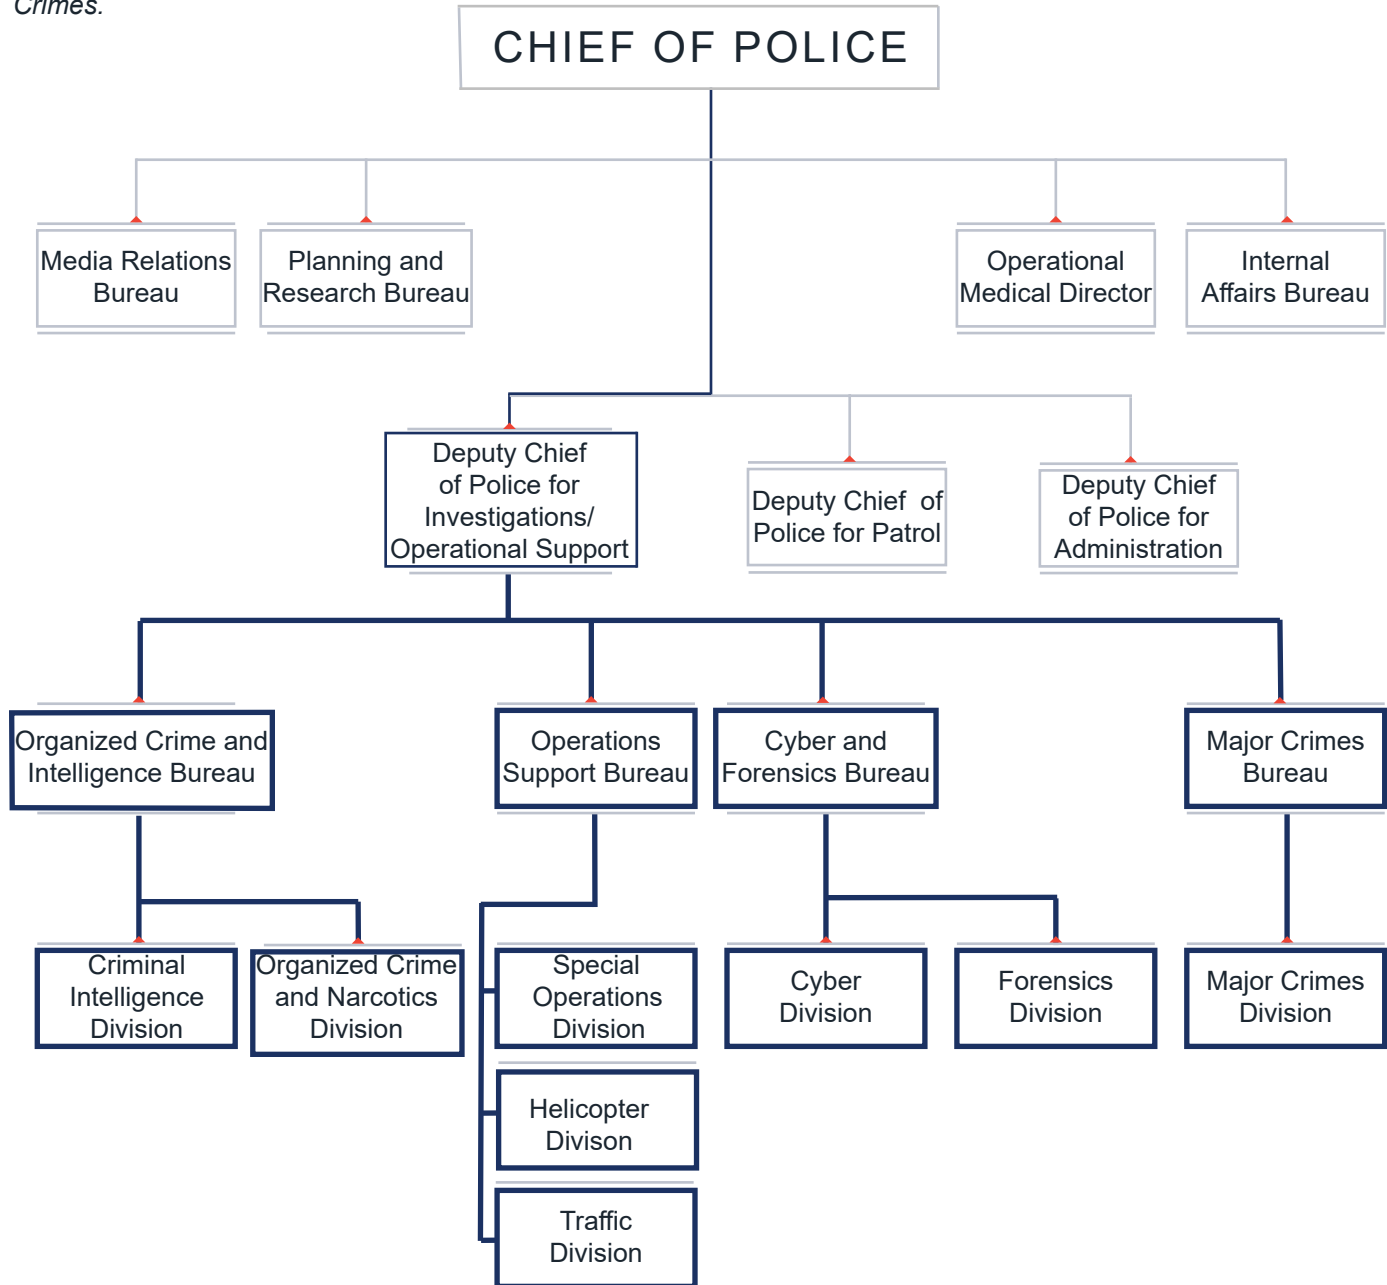 Crimes.
CHIEF OF POLICE
Media Relations
Bureau
Planning and
Research Bureau
Operational
Medical Director
Internal
Affairs Bureau
Deputy Chief
of Police for
Investigations/
Operational Support
Deputy Chief of
Police for Patrol
Deputy Chief
of Police for
Administration
Organized Crime and
Intelligence Bureau
Operations
Support Bureau
Cyber and
Forensics Bureau
Major Crimes
Bureau
Criminal
Intelligence
Division
Organized Crime
and Narcotics
Division
Special
Operations
Division
Cyber
Division
Forensics
Division
Major Crimes
Division
Helicopter
Divison
Traffic
Division